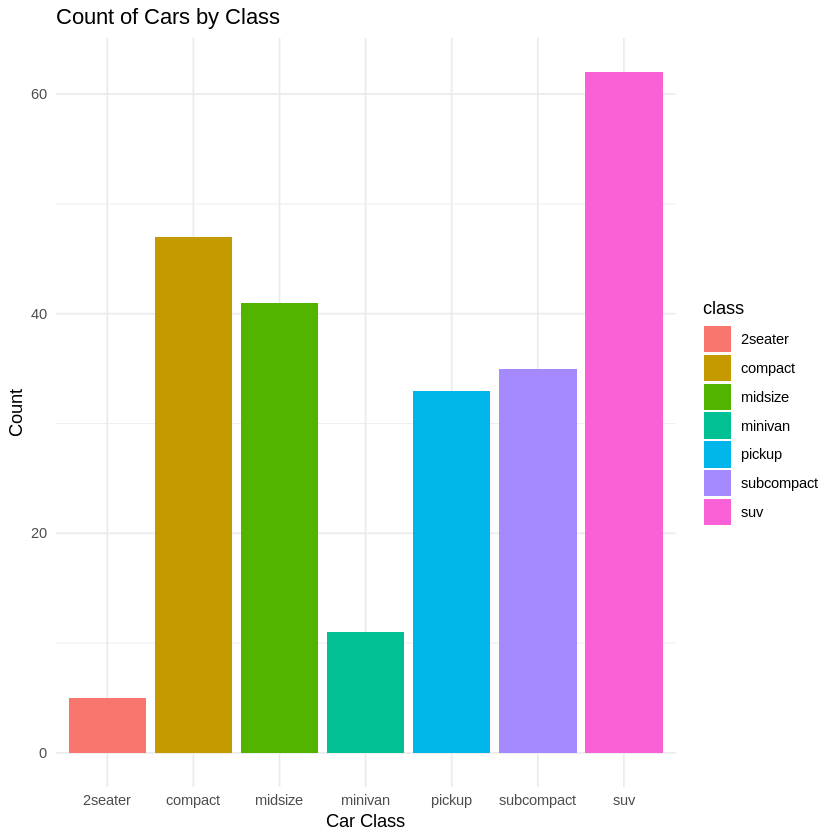 Count of Cars by Class
60
40
20
0
Count
2seater
compact
midsize
minivan
pickup
subcompact
suv
Car Class
class
2seater
compact
midsize
minivan
pickup
subcompact
suv